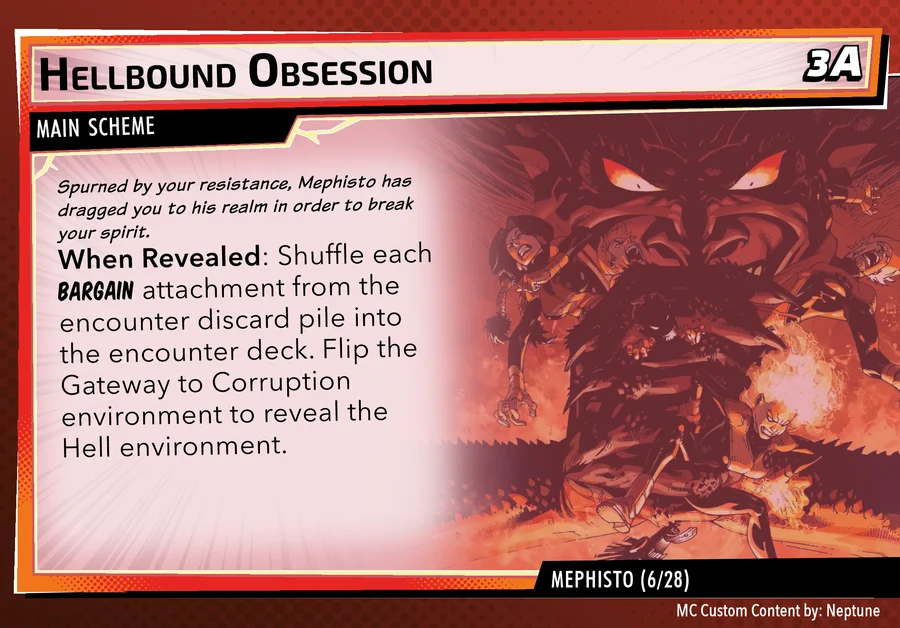 Hellbound Obsession
3A
MAIN SCHEME
Spurned by your resistance, Mephisto has
dragged you to his realm in order to break
your spirit.
When Revealed: Shuffle each
BARGAIN attachment from the
encounter discard pile into
the encounter deck. Flip the
Gateway to Corruption
environment to reveal the
Hell environment.
MEPHISTO (6/28)
MC Custom Content by: Neptune